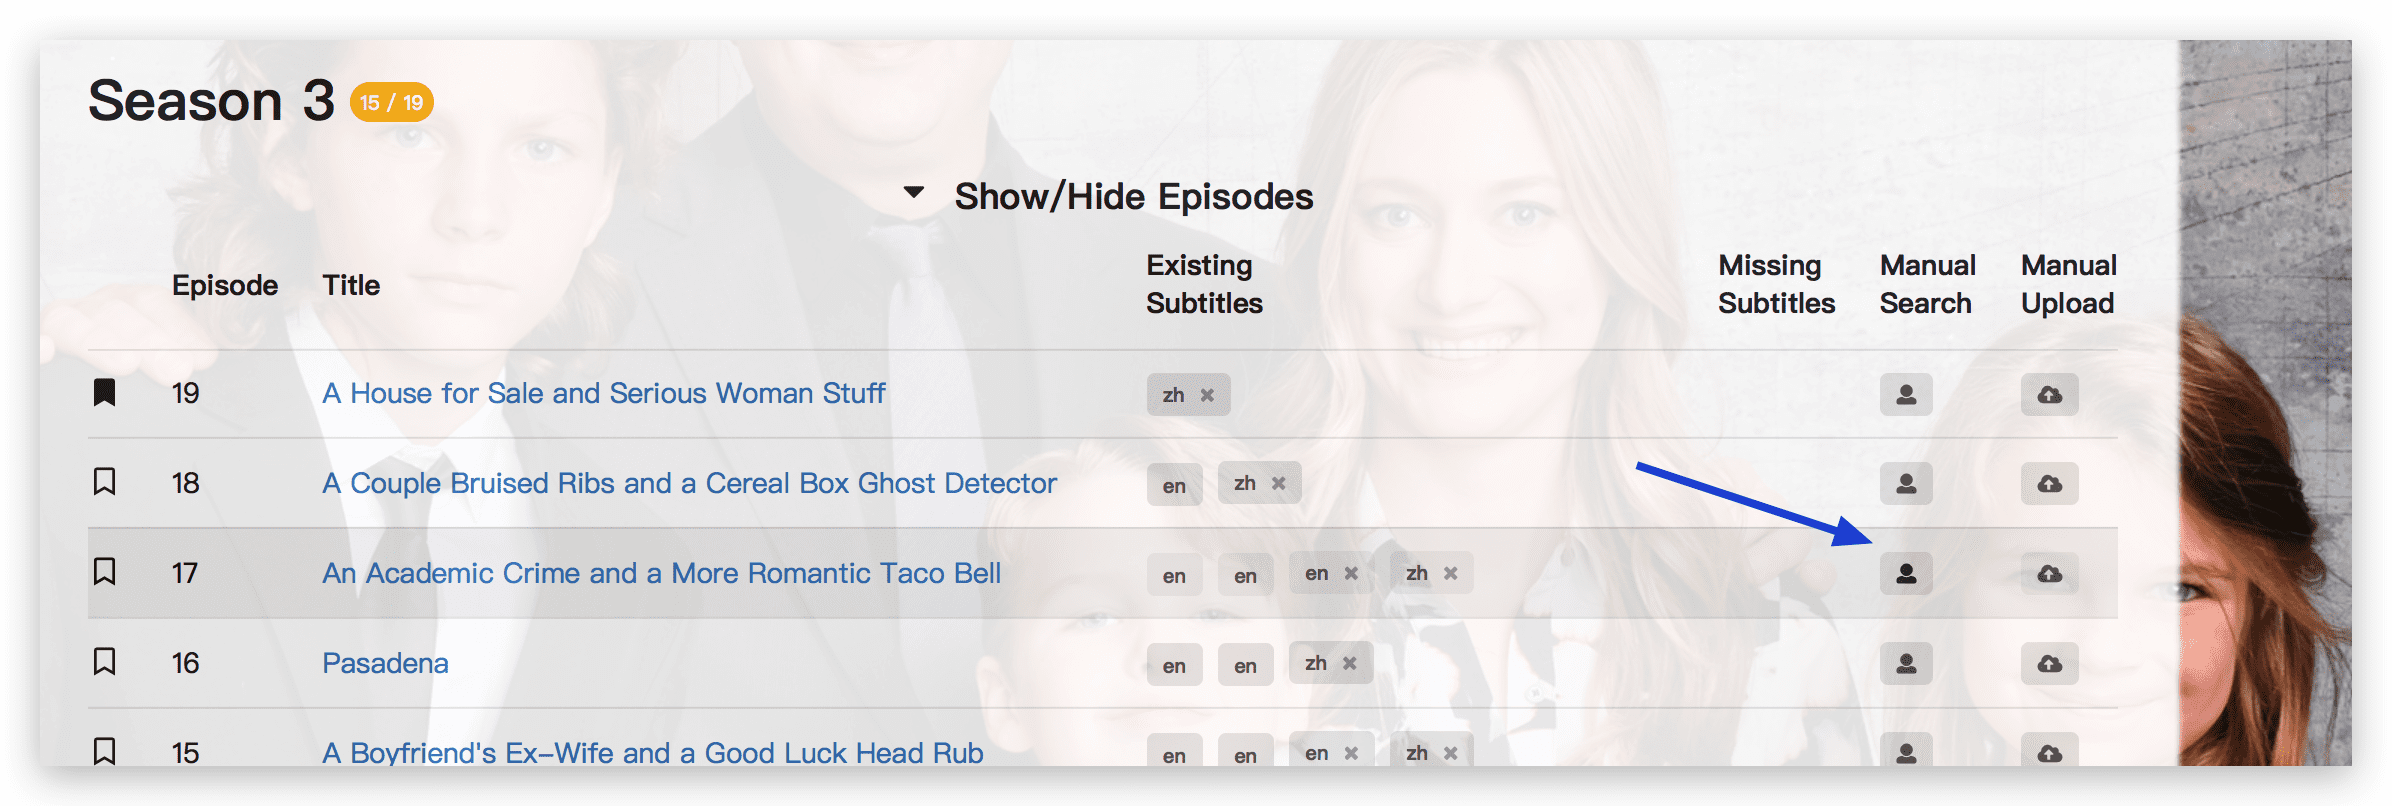 Season 3 15 / 19
Show/Hide Episodes
Episode Title Existing Subtitles Missing Subtitles Manual Search Manual Upload
19 A House for Sale and Serious Woman Stuff zh ×
18 A Couple Bruised Ribs and a Cereal Box Ghost Detector en zh ×
17 An Academic Crime and a More Romantic Taco Bell en en en × zh ×
16 Pasadena en en zh ×
15 A Boyfriend's Ex-Wife and a Good Luck Head Rub en en en × zh ×